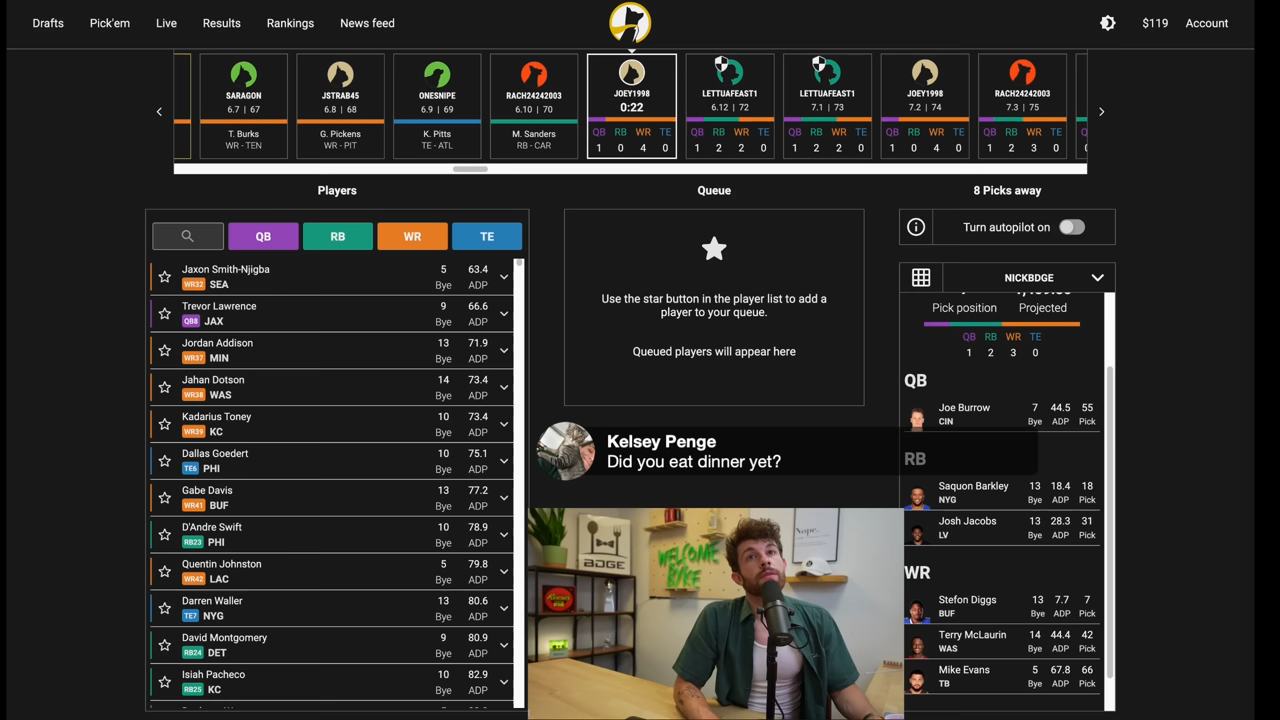 Drafts
Pick'em
Live
Results
Rankings
News feed
$119
Account
SARAGON
6.7 | 67
T. Burks
WR - TEN
JSTRAB45
6.8 | 68
G. Pickens
WR - PIT
ONESNIPE
6.9 | 69
K. Pitts
TE - ATL
RACH24242003
6.10 | 70
M. Sanders
RB - CAR
JOEY1998
0:22
QB RB WR TE
1 0 4 0
LETTUAFEAST1
6.12 | 72
QB RB WR TE
1 2 2 0
LETTUAFEAST1
7.1 | 73
QB RB WR TE
1 2 2 0
JOEY1998
7.2 | 74
QB RB WR TE
1 0 4 0
RACH24242003
7.3 | 75
QB RB WR TE
1 2 3 0
Players
QB
RB
WR
TE
Jaxon Smith-Njigba 5 63.4
WR32 SEA Bye ADP
Trevor Lawrence 9 66.6
QB8 JAX Bye ADP
Jordan Addison 13 71.9
WR37 MIN Bye ADP
Jahan Dotson 14 73.4
WR38 WAS Bye ADP
Kadarius Toney 10 73.4
WR39 KC Bye ADP
Dallas Goedert 10 75.1
TE6 PHI Bye ADP
Gabe Davis 13 77.2
WR41 BUF Bye ADP
D'Andre Swift 10 78.9
RB23 PHI Bye ADP
Quentin Johnston 5 79.8
WR42 LAC Bye ADP
Darren Waller 13 80.6
TE7 NYG Bye ADP
David Montgomery 9 80.9
RB24 DET Bye ADP
Isiah Pacheco 10 82.9
RB25 KC Bye ADP
Queue
Use the star button in the player list to add a
player to your queue.
Queued players will appear here
Kelsey Penge
Did you eat dinner yet?
BDGE
WELCOME
BYKE
Nope.
8 Picks away
Turn autopilot on
NICKBDGE
Pick position
Projected
QB RB WR TE
1 2 3 0
QB
Joe Burrow 7 44.5 55
CIN Bye ADP Pick
RB
Saquon Barkley 13 18.4 18
NYG Bye ADP Pick
Josh Jacobs 13 28.3 31
LV Bye ADP Pick
WR
Stefon Diggs 13 7.7 7
BUF Bye ADP Pick
Terry McLaurin 14 44.4 42
WAS Bye ADP Pick
Mike Evans 5 67.8 66
TB Bye ADP Pick